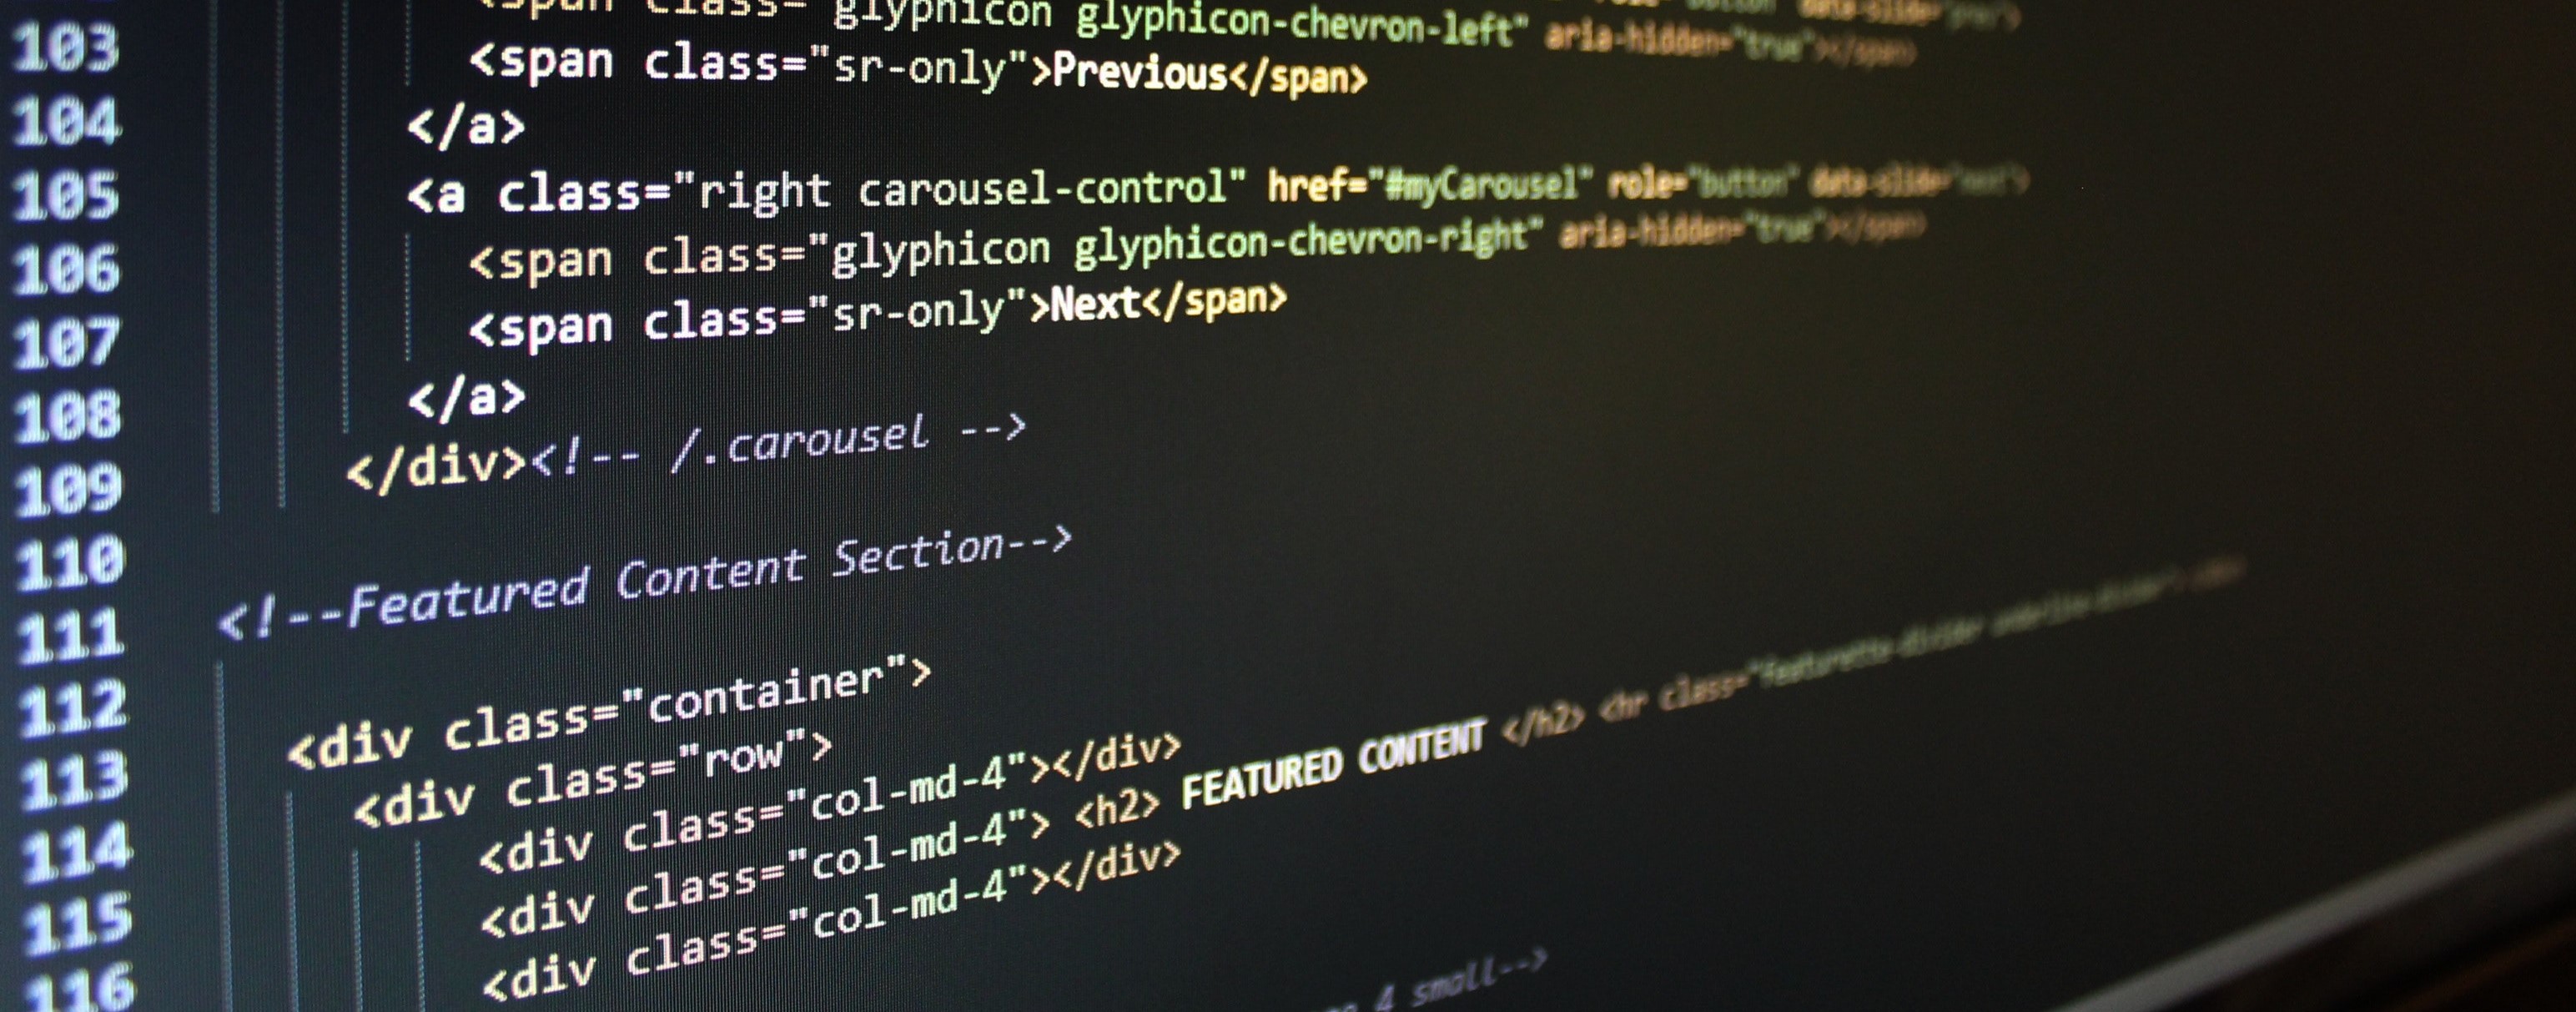 103 <span class="glyphicon glyphicon-chevron-left" aria-hidden="true"></span>
104 <span class="sr-only">Previous</span>
105 </a>
106 <a class="right carousel-control" href="#myCarousel" role="button" data-slide="next">
107 <span class="glyphicon glyphicon-chevron-right" aria-hidden="true"></span>
108 <span class="sr-only">Next</span>
109 </a>
110 </div><!-- /.carousel -->
111
112 <!--Featured Content Section-->
113
114 <div class="container">
115 <div class="row">
116 <div class="col-md-4"></div>
<div class="col-md-4"> <h2> FEATURED CONTENT </h2> <hr class="featurette-divider
<div class="col-md-4"></div>
4 small-->